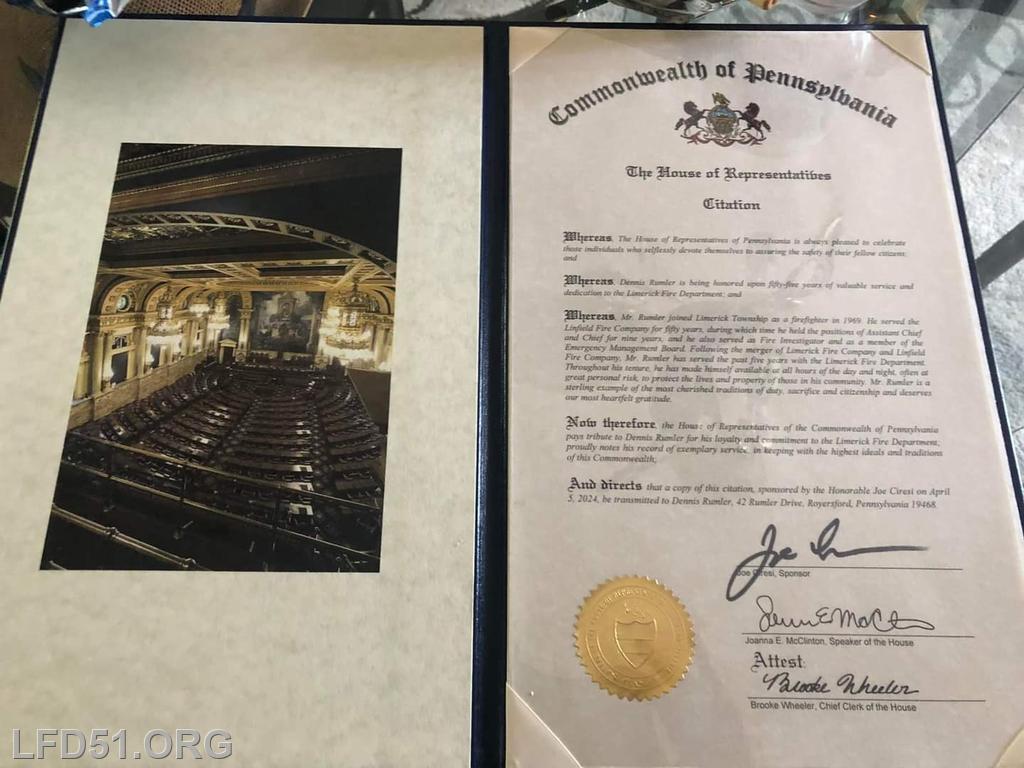 Commonwealth of Pennsylvania
The House of Representatives
Citation
Whereas, The House of Representatives of Pennsylvania is always pleased to celebrate
those individuals who selflessly devote themselves to assuring the safety of their fellow citizens;
and
Whereas, Dennis Rumler is being honored upon fifty-five years of valuable service and
dedication to the Limerick Fire Department; and
Whereas, Mr. Rumler joined Limerick Township as a firefighter in 1969. He served the
Linfield Fire Company for fifty years, during which time he held the positions of Assistant Chief
and Chief for nine years, and he also served as Fire Investigator and as a member of the
Emergency Management Board. Following the merger of Limerick Fire Company and Linfield
Fire Company, Mr. Rumler has served the past five years with the Limerick Fire Department.
Throughout his tenure, he has made himself available at all hours of the day and night, often at
great personal risk, to protect the lives and property of those in his community. Mr. Rumler is a
sterling example of the most cherished traditions of duty, sacrifice and citizenship and deserves
our most heartfelt gratitude.
Now therefore, the House of Representatives of the Commonwealth of Pennsylvania
pays tribute to Dennis Rumler for his loyalty and commitment to the Limerick Fire Department;
proudly notes his record of exemplary service, in keeping with the highest ideals and traditions
of this Commonwealth;
And directs that a copy of this citation, sponsored by the Honorable Joe Ciresi on April
5, 2024, be transmitted to Dennis Rumler, 42 Rumler Drive, Royersford, Pennsylvania 19468.
Joe Ciresi, Sponsor
Joanna E. McClinton, Speaker of the House
Attest:
Brooke Wheeler
Brooke Wheeler, Chief Clerk of the House
LFD51.ORG